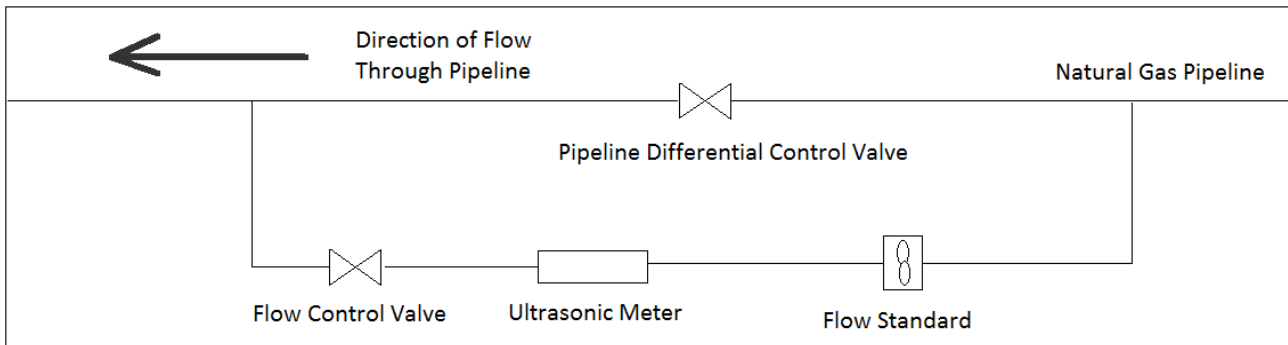 Direction of Flow
Through Pipeline
Natural Gas Pipeline
Pipeline Differential Control Valve
Flow Control Valve
Ultrasonic Meter
Flow Standard